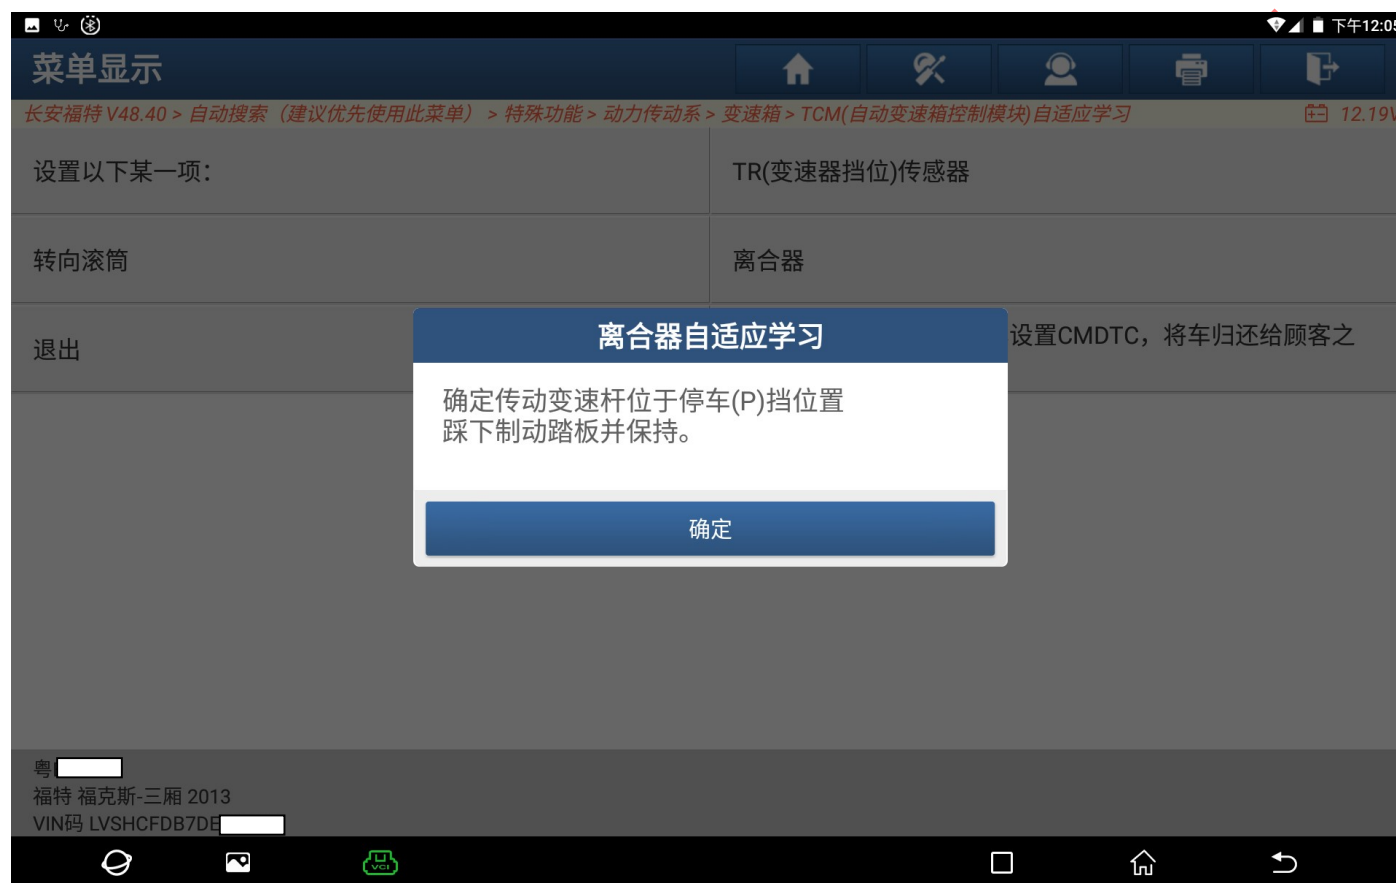 下午12:05
菜单显示
长安福特 V48.40 > 自动搜索（建议优先使用此菜单） > 特殊功能 > 动力传动系 > 变速箱 > TCM(自动变速箱控制模块)自适应学习
12.19V
设置以下某一项：
TR(变速器挡位)传感器
转向滚筒
离合器
退出
设置CMDTC，将车归还给顾客之
离合器自适应学习
确定传动变速杆位于停车(P)挡位置
踩下制动踏板并保持。
确定
粤
福特 福克斯-三厢 2013
VIN码 LVSHCFDB7DE
VCI